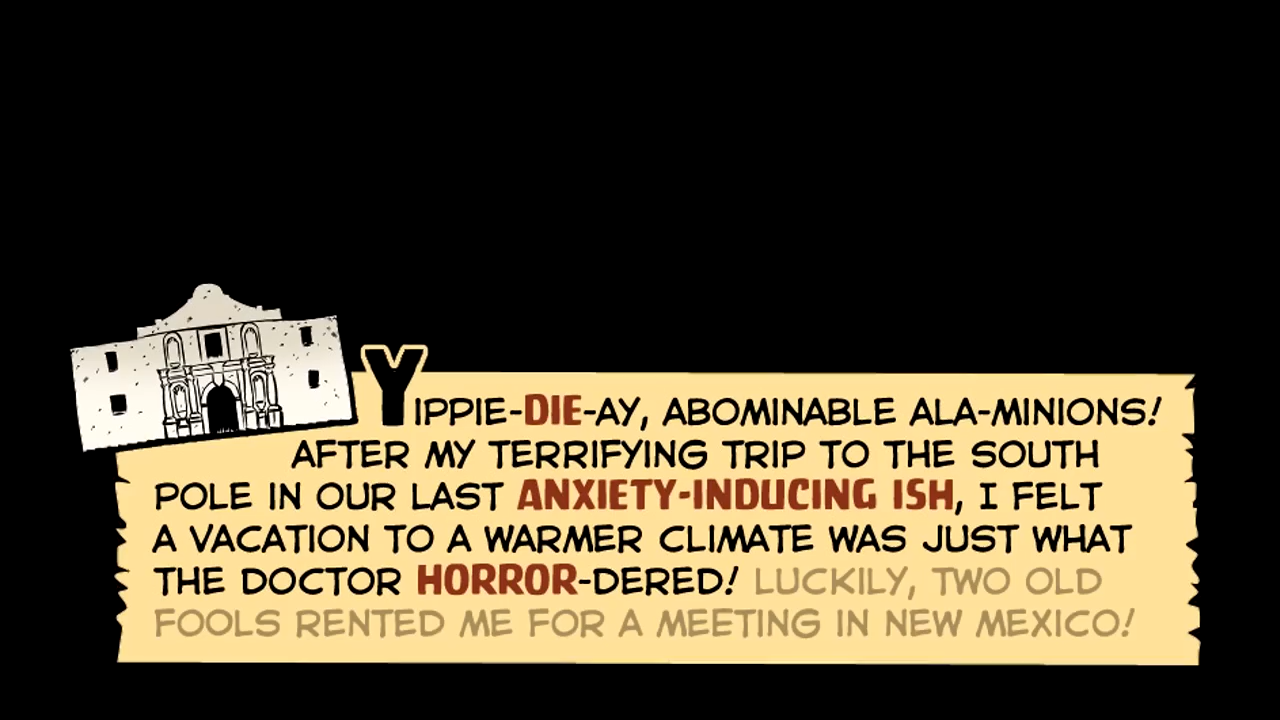 YIPPIE-DIE-AY, ABOMINABLE ALA-MINIONS!
AFTER MY TERRIFYING TRIP TO THE SOUTH
POLE IN OUR LAST ANXIETY-INDUCING ISH, I FELT
A VACATION TO A WARMER CLIMATE WAS JUST WHAT
THE DOCTOR HORROR-DERED! LUCKILY, TWO OLD
FOOLS RENTED ME FOR A MEETING IN NEW MEXICO!